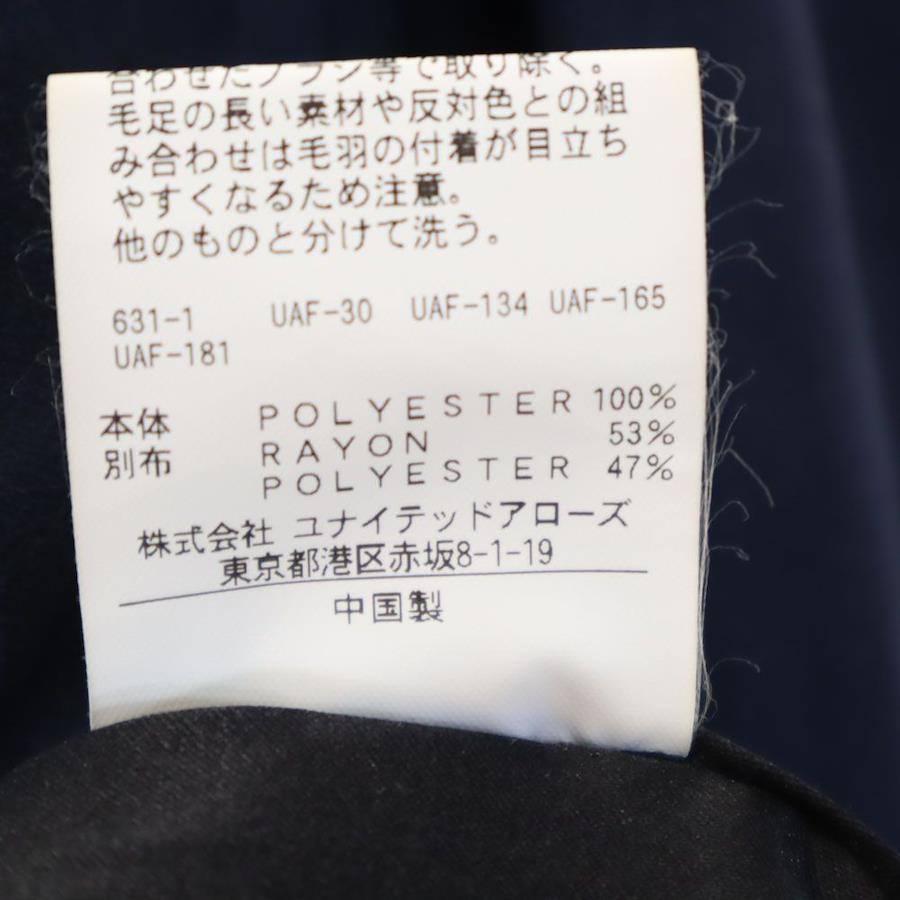 合わせたブラシ等で取り除く。
毛足の長い素材や反対色との組
み合わせは毛羽の付着が目立ち
やすくなるため注意。
他のものと分けて洗う。
631-1 UAF-30 UAF-134 UAF-165
UAF-181
本体 POLYESTER 100%
別布 RAYON 53%
POLYESTER 47%
株式会社 ユナイテッドアローズ
東京都港区赤坂8-1-19
中国製